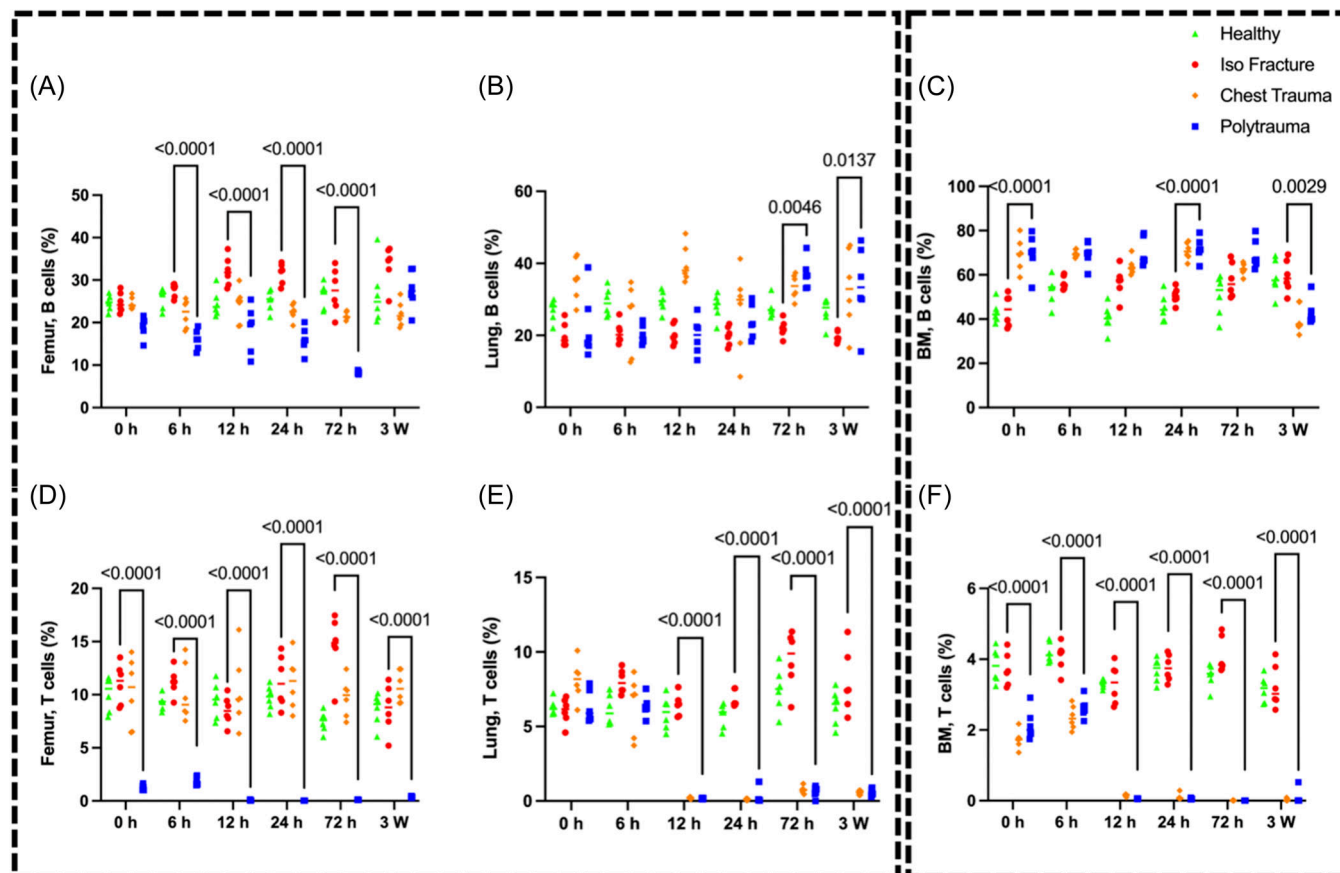 Healthy
Iso Fracture
Chest Trauma
Polytrauma
(A)
<0.0001
<0.0001
<0.0001
<0.0001
Femur, B cells (%)
50
40
30
20
10
0
0 h
6 h
12 h
24 h
72 h
3 W
(B)
0.0137
0.0046
Lung, B cells (%)
60
40
20
0
0 h
6 h
12 h
24 h
72 h
3 W
(C)
<0.0001
<0.0001
0.0029
BM, B cells (%)
100
80
60
40
20
0
0 h
6 h
12 h
24 h
72 h
3 W
(D)
<0.0001
<0.0001
<0.0001
<0.0001
<0.0001
<0.0001
Femur, T cells (%)
20
15
10
5
0
0 h
6 h
12 h
24 h
72 h
3 W
(E)
<0.0001
<0.0001
<0.0001
<0.0001
Lung, T cells (%)
15
10
5
0
0 h
6 h
12 h
24 h
72 h
3 W
(F)
<0.0001
<0.0001
<0.0001
<0.0001
<0.0001
<0.0001
BM, T cells (%)
6
4
2
0
0 h
6 h
12 h
24 h
72 h
3 W